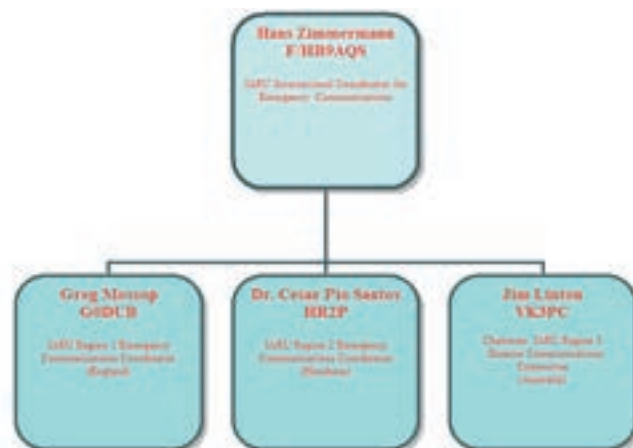 Hans Zimmermann
F/HB9AQS
IARU International Coordinator for
Emergency Communications
Greg Mossop
G0DUB
IARU Region 1 Emergency
Communications Coordinator
(England)
Dr. Cesar Pio Santos
HR2P
IARU Region 2 Emergency
Communications Coordinator
(Honduras)
Jim Linton
VK3PC
Chairman IARU Region 3
Disaster Communications
Committee
(Australia)